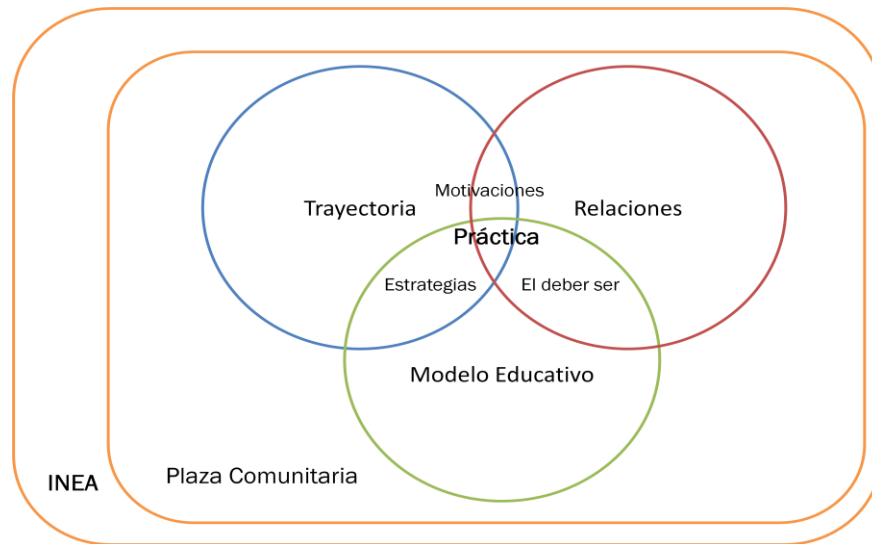 Motivaciones
Trayectoria
Relaciones
Práctica
Estrategias
El deber ser
Modelo Educativo
Plaza Comunitaria
INEA